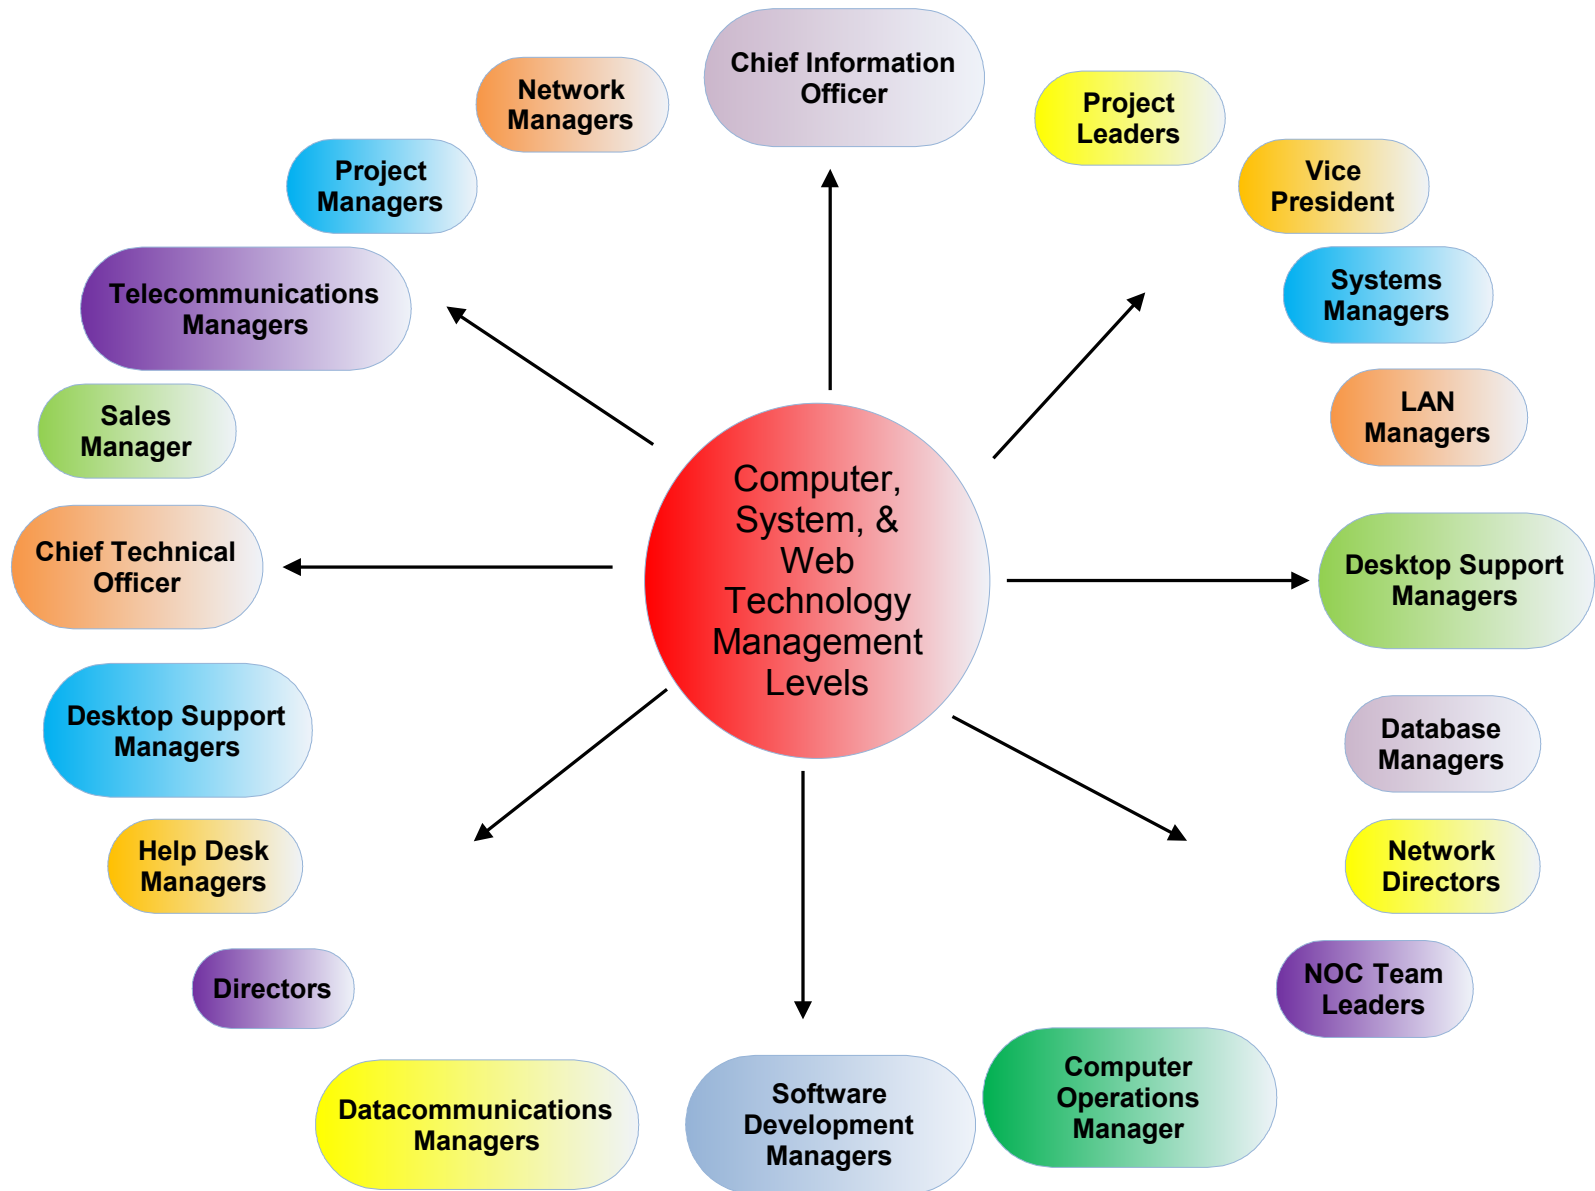 Chief Information
Officer
Network
Managers
Project
Leaders
Project
Managers
Vice
President
Telecommunications
Managers
Systems
Managers
Sales
Manager
LAN
Managers
Computer,
System, &
Web
Technology
Management
Levels
Chief Technical
Officer
Desktop Support
Managers
Desktop Support
Managers
Database
Managers
Help Desk
Managers
Network
Directors
Directors
NOC Team
Leaders
Datacommunications
Managers
Software
Development
Managers
Computer
Operations
Manager